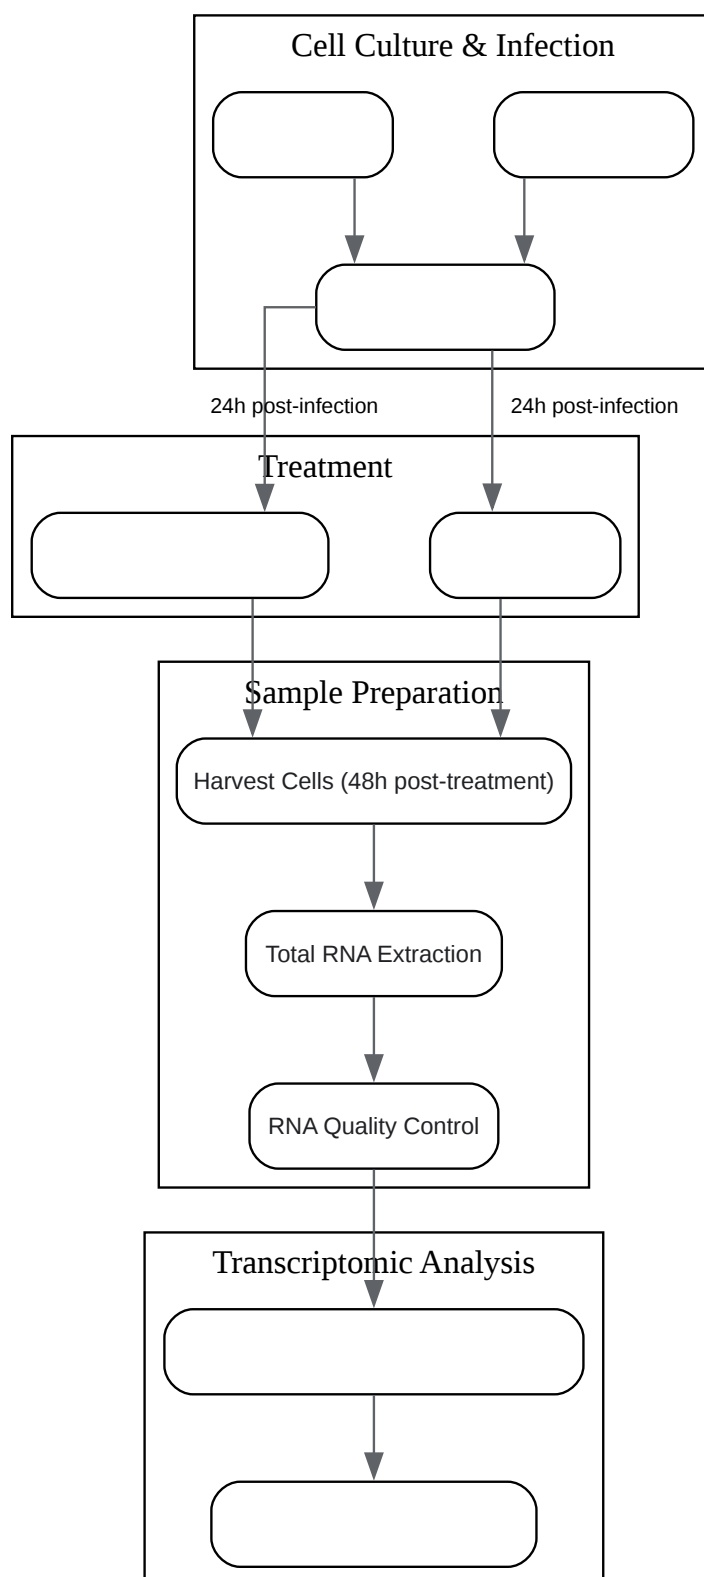 Cell Culture & Infection
24h post-infection
24h post-infection
Treatment
Sample Preparation
Harvest Cells (48h post-treatment)
Total RNA Extraction
RNA Quality Control
Transcriptomic Analysis